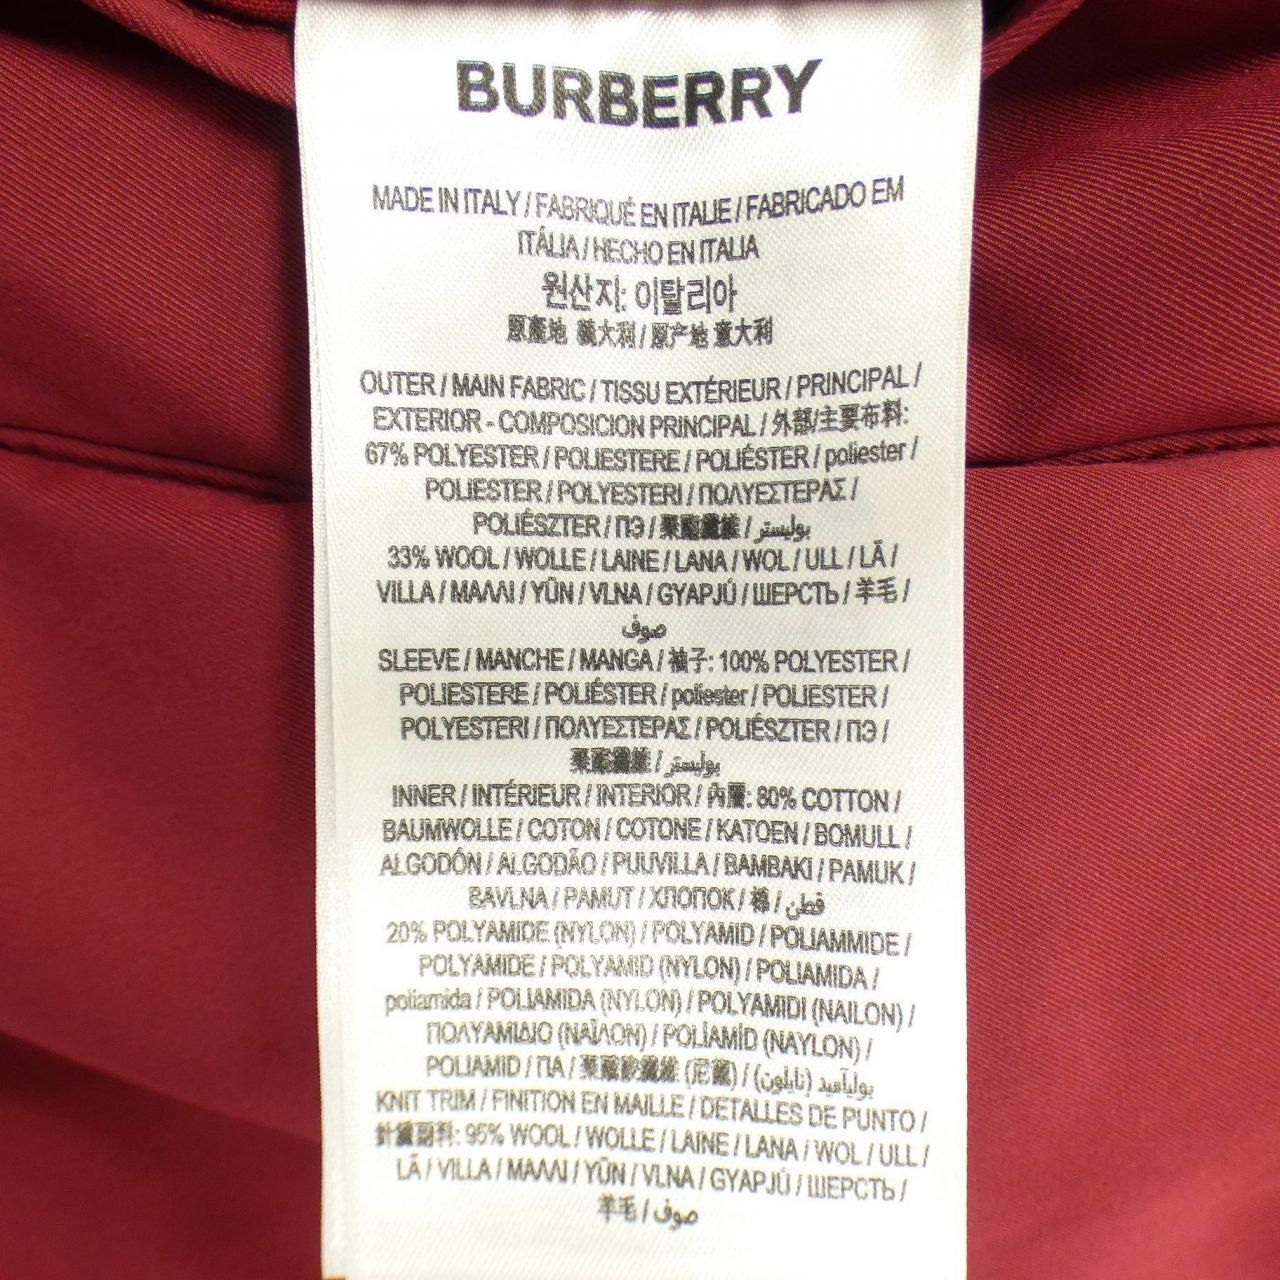 BURBERRY
MADE IN ITALY / FABRIQUÉ EN ITALIE / FABRICADO EM
ITÁLIA / HECHO EN ITALIA
원산지: 이탈리아
原產地 義大利 / 原产地 意大利
OUTER / MAIN FABRIC / TISSU EXTÉRIEUR / PRINCIPAL /
EXTERIOR - COMPOSICION PRINCIPAL / 外部/主要布料:
67% POLYESTER / POLIESTERE / POLIÉSTER / poliester /
POLIESTER / POLYESTERI / ΠΟΛΥΕΣΤΕΡΑΣ /
POLIÉSZTER / ПЭ / 聚酯纖維 / بوليستر
33% WOOL / WOLLE / LAINE / LANA / WOL / ULL / LÃ /
VILLA / ΜΑΛΛΙ / YŪN / VLNA / GYAPJÚ / ШЕРСТЬ / 羊毛 /
صوف
SLEEVE / MANCHE / MANGA / 袖子: 100% POLYESTER /
POLIESTERE / POLIÉSTER / poliester / POLIESTER /
POLYESTERI / ΠΟΛΥΕΣΤΕΡΑΣ / POLIÉSZTER / ПЭ /
聚酯纖維 / بوليستر
INNER / INTÉRIEUR / INTERIOR / 內層: 80% COTTON /
BAUMWOLLE / COTON / COTONE / KATOEN / BOMULL /
ALGODÓN / ALGODÃO / PUUVILLA / BAMBAKI / PAMUK /
BAVLNA / PAMUT / ХЛОПОК / 棉 / قطن
20% POLYAMIDE (NYLON) / POLYAMID / POLIAMMIDE /
POLYAMIDE / POLYAMID (NYLON) / POLIAMIDA /
poliamida / POLIAMIDA (NYLON) / POLYAMIDI (NAILON) /
ΠΟΛΥΑΜΙΔΙΟ (ΝΑΪΛΟΝ) / POLİAMİD (NAYLON) /
POLIAMID / ПА / 聚醯胺纖維 (尼龍) / بولياميد (نايلون)
KNIT TRIM / FINITION EN MAILLE / DETALLES DE PUNTO /
針織副料: 95% WOOL / WOLLE / LAINE / LANA / WOL / ULL /
LÃ / VILLA / ΜΑΛΛΙ / YŪN / VLNA / GYAPJÚ / ШЕРСТЬ /
羊毛 / صوف